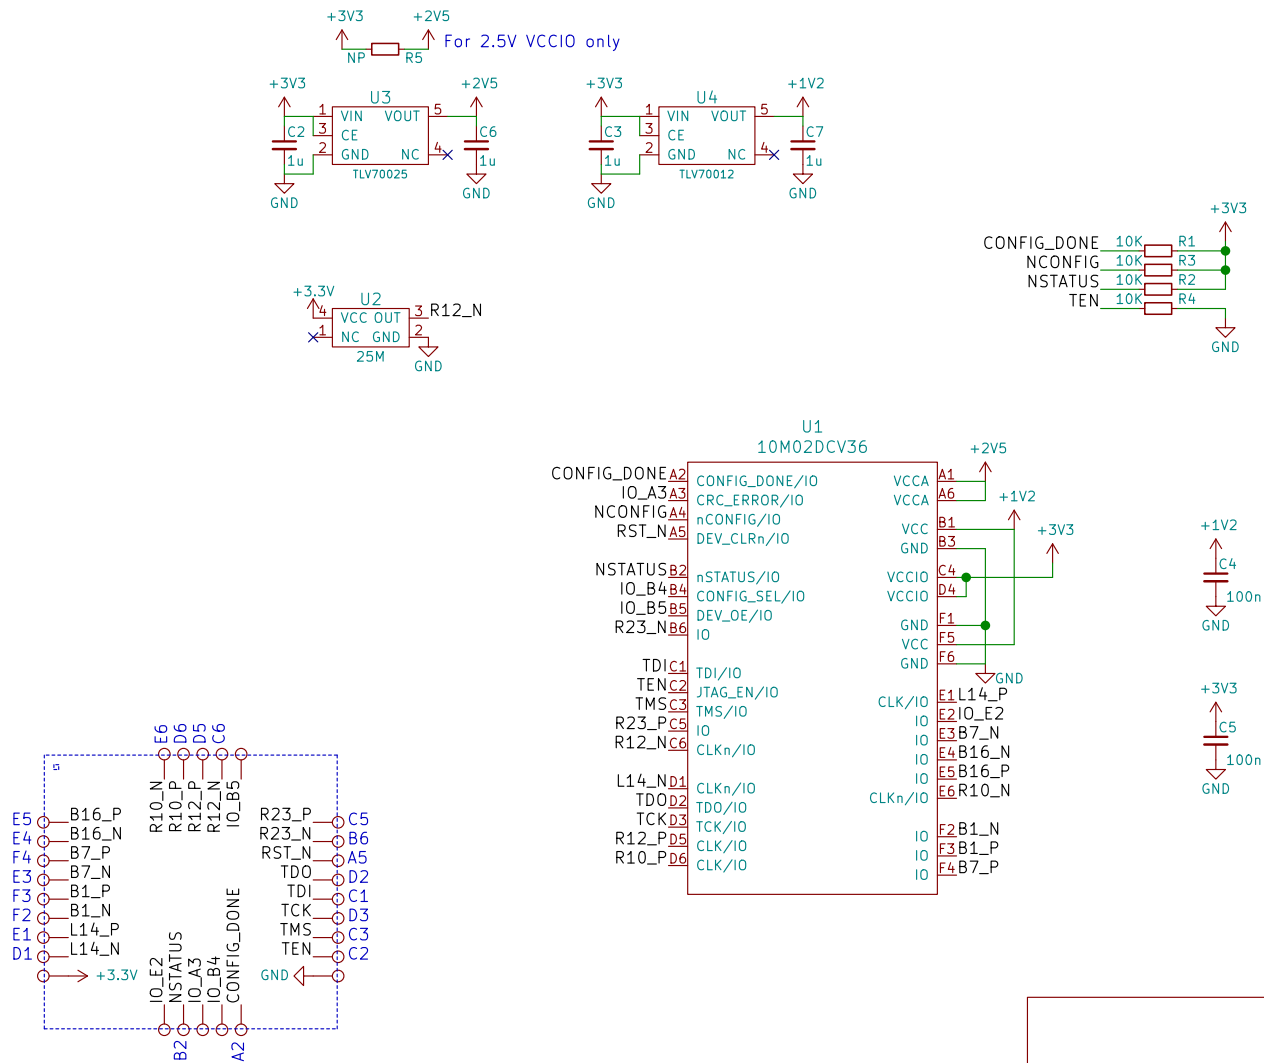 +3V3 +2V5
For 2.5V VCCIO only
NP R5
+3V3 U3 +2V5
1 VIN VOUT 5
C2 3 CE C6
1u 2 GND NC 4 1u
TLV70025
GND GND
+3V3 U4 +1V2
1 VIN VOUT 5
C3 3 CE C7
1u 2 GND NC 4 1u
TLV70012
GND GND
+3V3
CONFIG_DONE 10K R1
NCONFIG 10K R3
NSTATUS 10K R2
TEN 10K R4
GND
+3.3V U2
4 VCC OUT 3 R12_N
1 NC GND 2
25M GND
U1
10M02DCV36
CONFIG_DONE A2 CONFIG_DONE/IO
IO_A3 A3 CRC_ERROR/IO
NCONFIG A4 nCONFIG/IO
RST_N A5 DEV_CLRn/IO
NSTATUS B2 nSTATUS/IO
IO_B4 B4 CONFIG_SEL/IO
IO_B5 B5 DEV_OE/IO
R23_N B6 IO
TDI C1 TDI/IO
TEN C2 JTAG_EN/IO
TMS C3 TMS/IO
R23_P C5 IO
R12_N C6 CLKn/IO
L14_N D1 CLKn/IO
TDO D2 TDO/IO
TCK D3 TCK/IO
R12_P D5 CLK/IO
R10_P D6 CLK/IO
+2V5
VCCA A1
VCCA A6
+1V2
VCC B1
GND B3
+3V3
VCCIO C4
VCCIO D4
GND F1
VCC F5
GND F6
GND
CLK/IO E1 L14_P
IO E2 IO_E2
IO E3 B7_N
IO E4 B16_N
IO E5 B16_P
CLKn/IO E6 R10_N
IO F2 B1_N
IO F3 B1_P
IO F4 B7_P
+1V2
C4
100n
GND
+3V3
C5
100n
GND
E6 D6 D5 C6
R10_N R10_P R12_P R12_N IO_B5
E5 B16_P
E4 B16_N
F4 B7_P
E3 B7_N
F3 B1_P
F2 B1_N
E1 L14_P
D1 L14_N
+3.3V
R23_P C5
R23_N B6
RST_N A5
TDO D2
TDI C1
TCK D3
TMS C3
TEN C2
GND
IO_E2 NSTATUS IO_A3 IO_B4 CONFIG_DONE
B2 A2